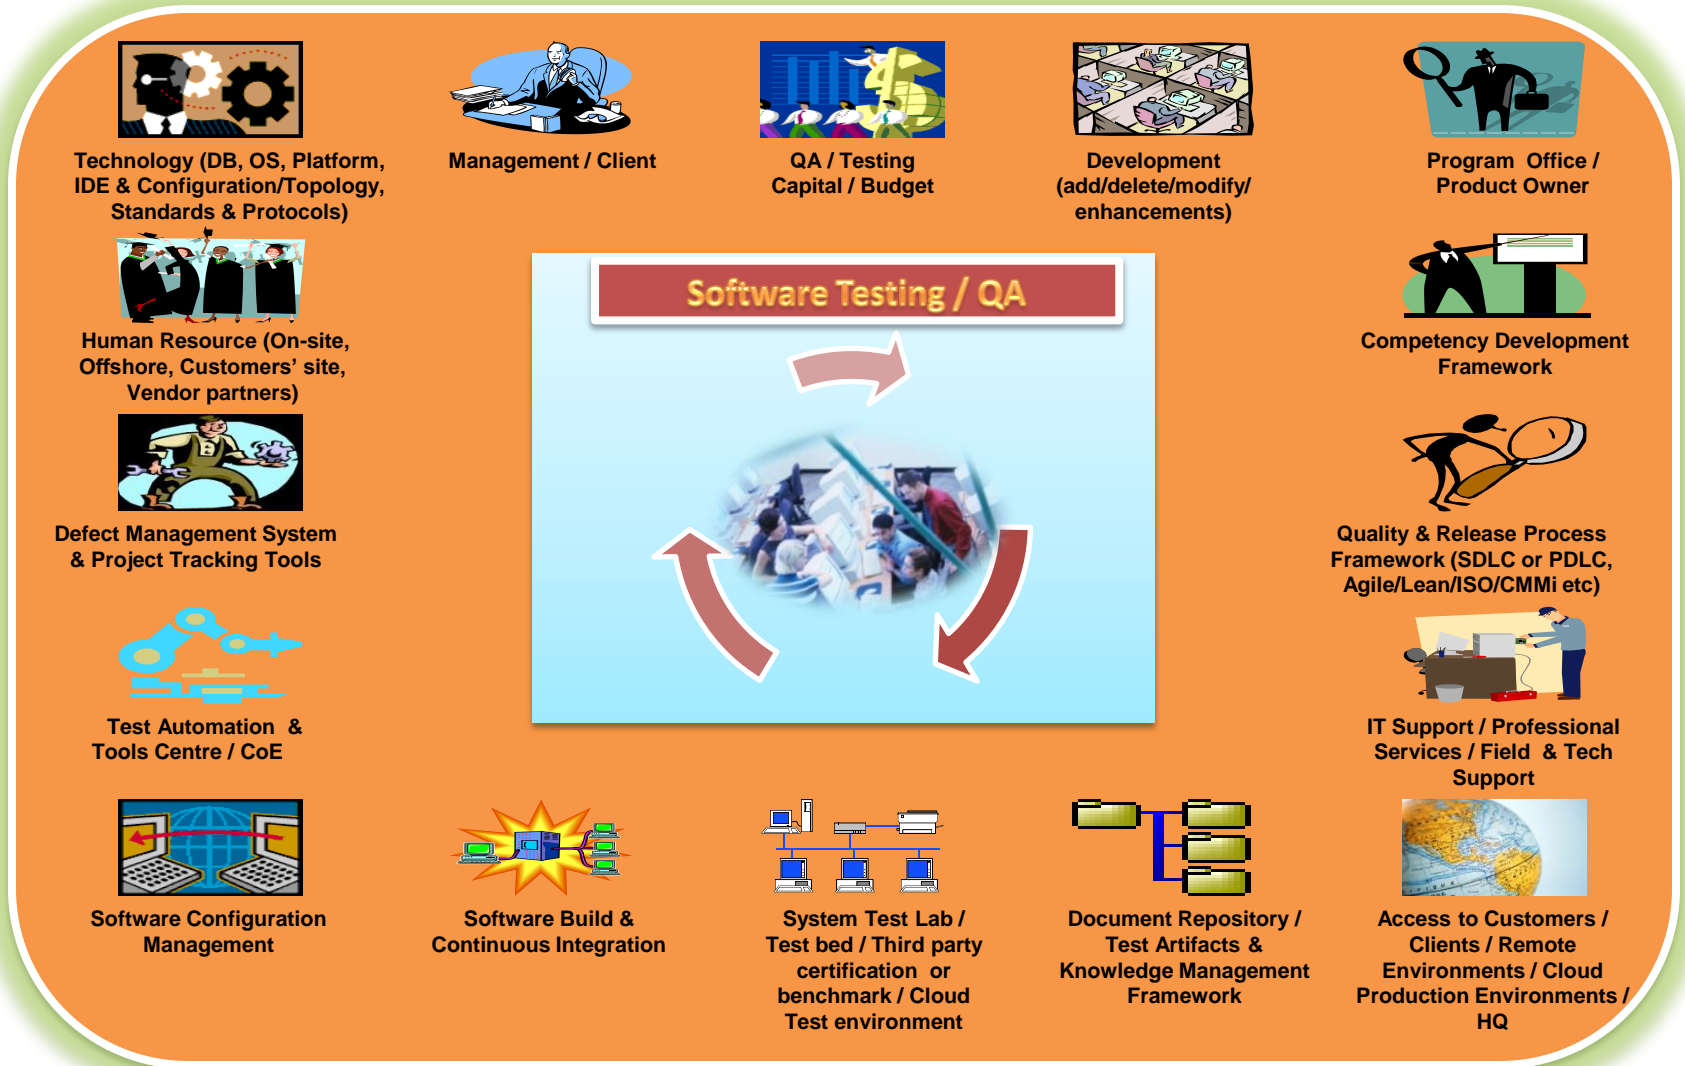 Technology (DB, OS, Platform,
IDE & Configuration/Topology,
Standards & Protocols)
Management / Client
QA / Testing
Capital / Budget
Development
(add/delete/modify/
enhancements)
Program Office /
Product Owner
Software Testing / QA
Human Resource (On-site,
Offshore, Customers’ site,
Vendor partners)
Competency Development
Framework
Defect Management System
& Project Tracking Tools
Quality & Release Process
Framework (SDLC or PDLC,
Agile/Lean/ISO/CMMi etc)
Test Automation &
Tools Centre / CoE
IT Support / Professional
Services / Field & Tech
Support
Software Configuration
Management
Software Build &
Continuous Integration
System Test Lab /
Test bed / Third party
certification or
benchmark / Cloud
Test environment
Document Repository /
Test Artifacts &
Knowledge Management
Framework
Access to Customers /
Clients / Remote
Environments / Cloud
Production Environments /
HQ